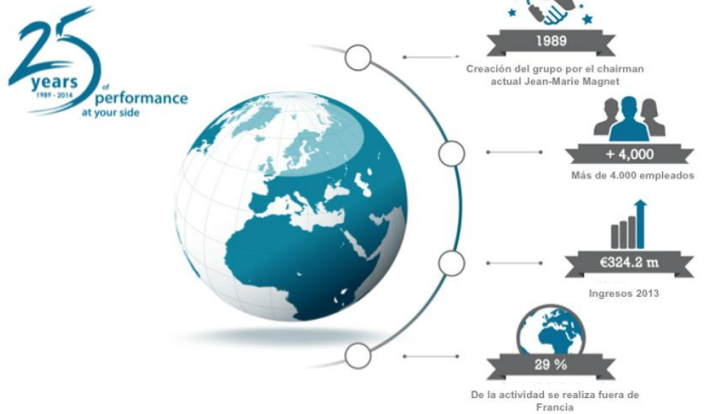 25
years
1989 - 2014
of
performance
at your side
1989
Creación del grupo por el chairman
actual Jean-Marie Magnet
+ 4,000
Más de 4.000 empleados
€324.2 m
Ingresos 2013
29 %
De la actividad se realiza fuera de
Francia